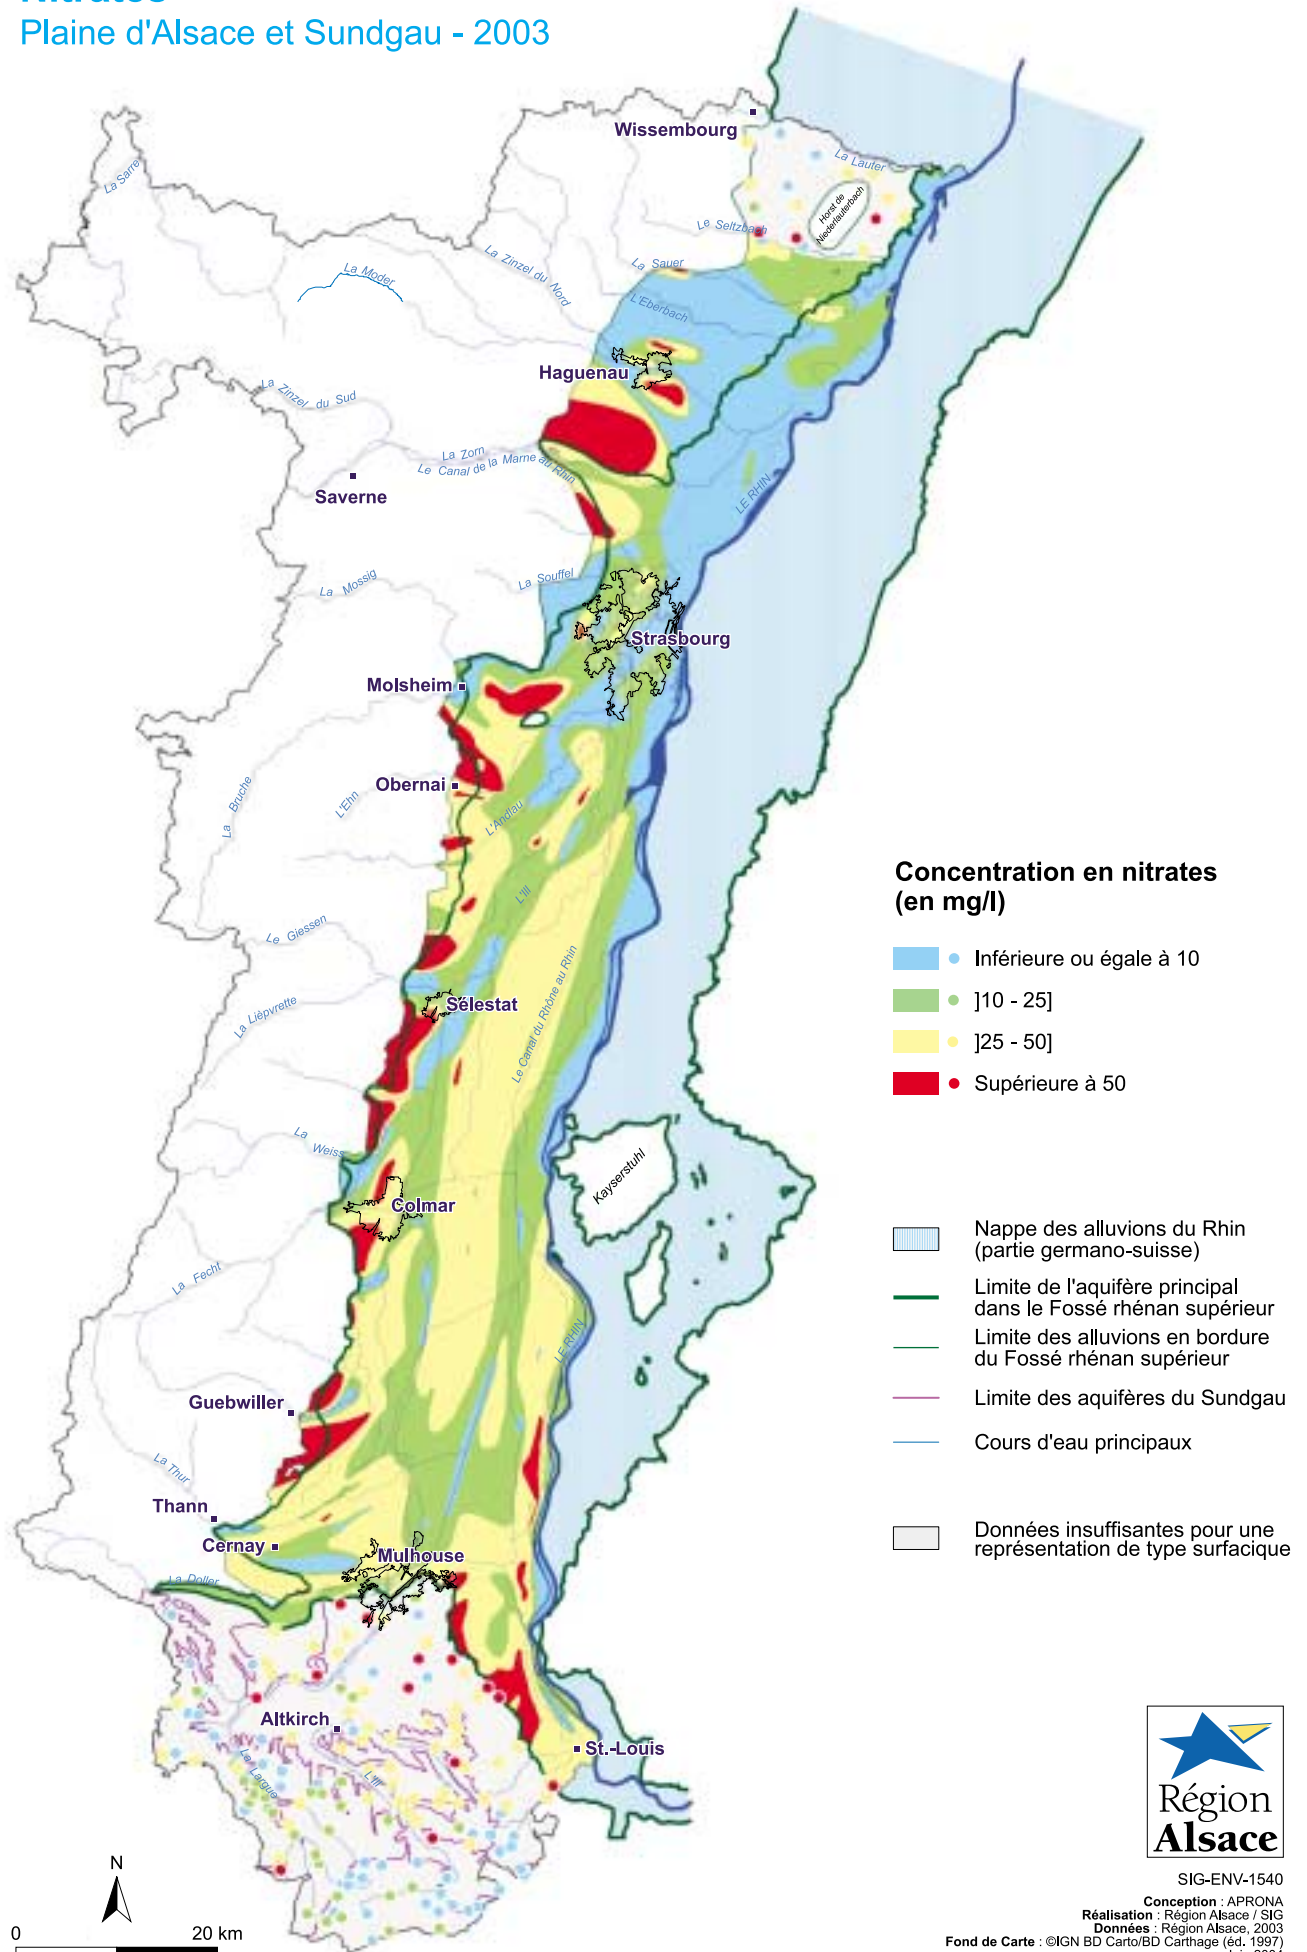 Plaine d'Alsace et Sundgau - 2003
Wissembourg
La Lauter
La Sarre
Horst de
Niederlauterbach
Le Seltzbach
La Zinzel du Nord
La Sauer
La Moder
L'Eberbach
Haguenau
La Zinzel du Sud
La Zorn
Le Canal de la Marne au Rhin
Saverne
LE RHIN
La Souffel
La Mossig
Strasbourg
Molsheim
Obernai
La Bruche
L'Ehn
L'Andlau
L'Ill
Le Giessen
Sélestat
La Lièpvrette
Le Canal du Rhône au Rhin
La Weiss
Kayserstuhl
Colmar
La Fecht
LE RHIN
Guebwiller
La Thur
Thann
Cernay
Mulhouse
La Doller
Altkirch
La Largue
L'Ill
St.-Louis
Concentration en nitrates
(en mg/l)
Inférieure ou égale à 10
]10 - 25]
]25 - 50]
Supérieure à 50
Nappe des alluvions du Rhin
(partie germano-suisse)
Limite de l'aquifère principal
dans le Fossé rhénan supérieur
Limite des alluvions en bordure
du Fossé rhénan supérieur
Limite des aquifères du Sundgau
Cours d'eau principaux
Données insuffisantes pour une
représentation de type surfacique
N
0 20 km
Région
Alsace
SIG-ENV-1540
Conception : APRONA
Réalisation : Région Alsace / SIG
Données : Région Alsace, 2003
Fond de Carte : ©IGN BD Carto/BD Carthage (éd. 1997)